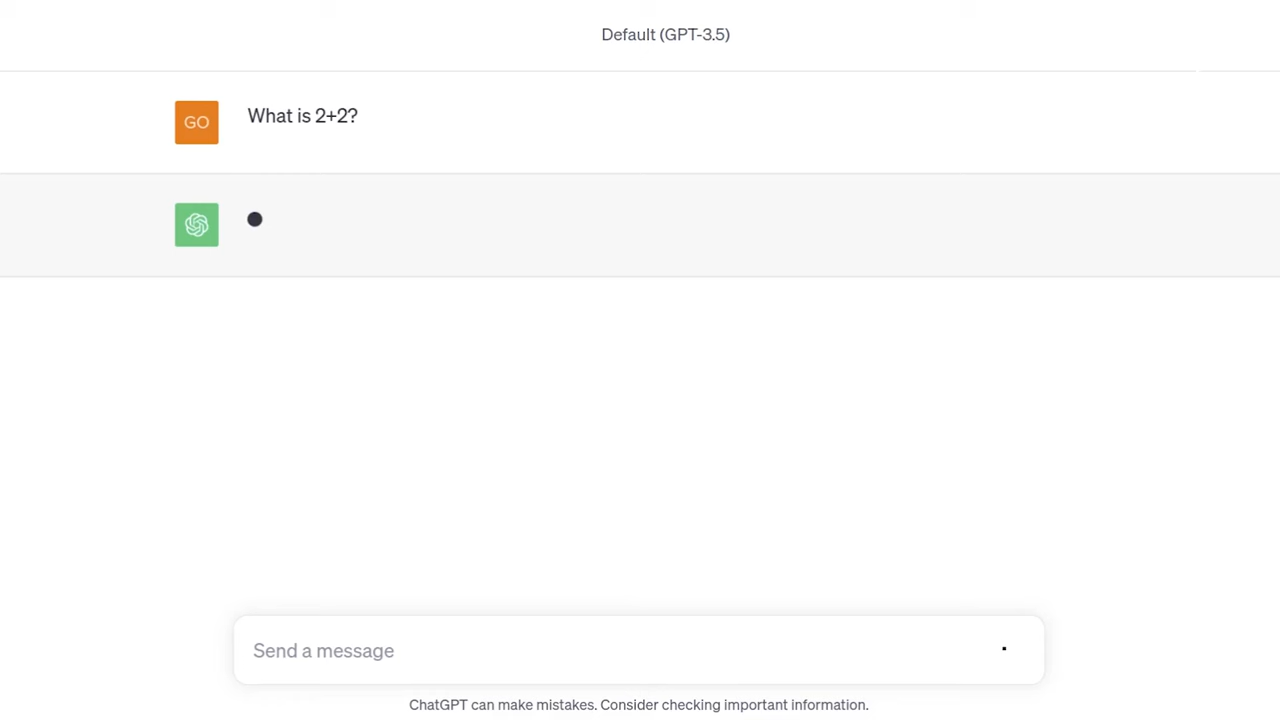 Default (GPT-3.5)
GO
What is 2+2?
Send a message
ChatGPT can make mistakes. Consider checking important information.